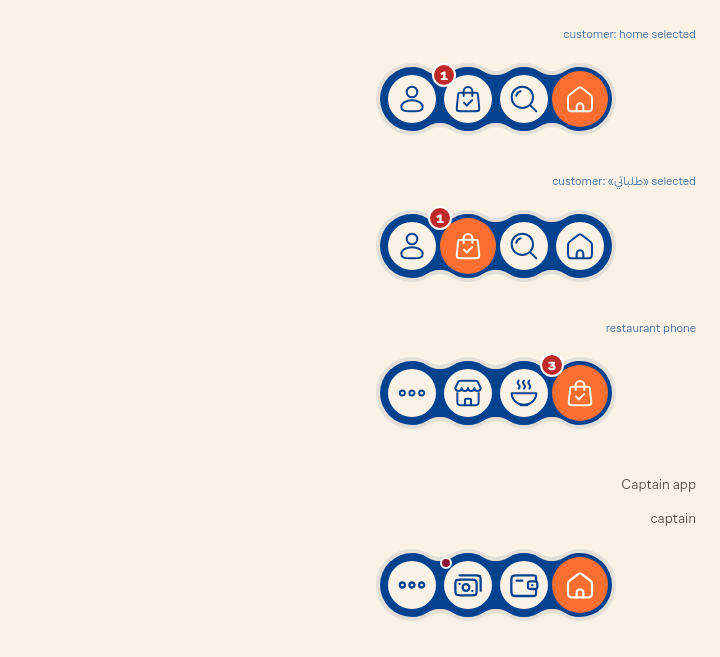 customer: home selected
1
customer: «طلباتي» selected
1
restaurant phone
3
Captain app
captain